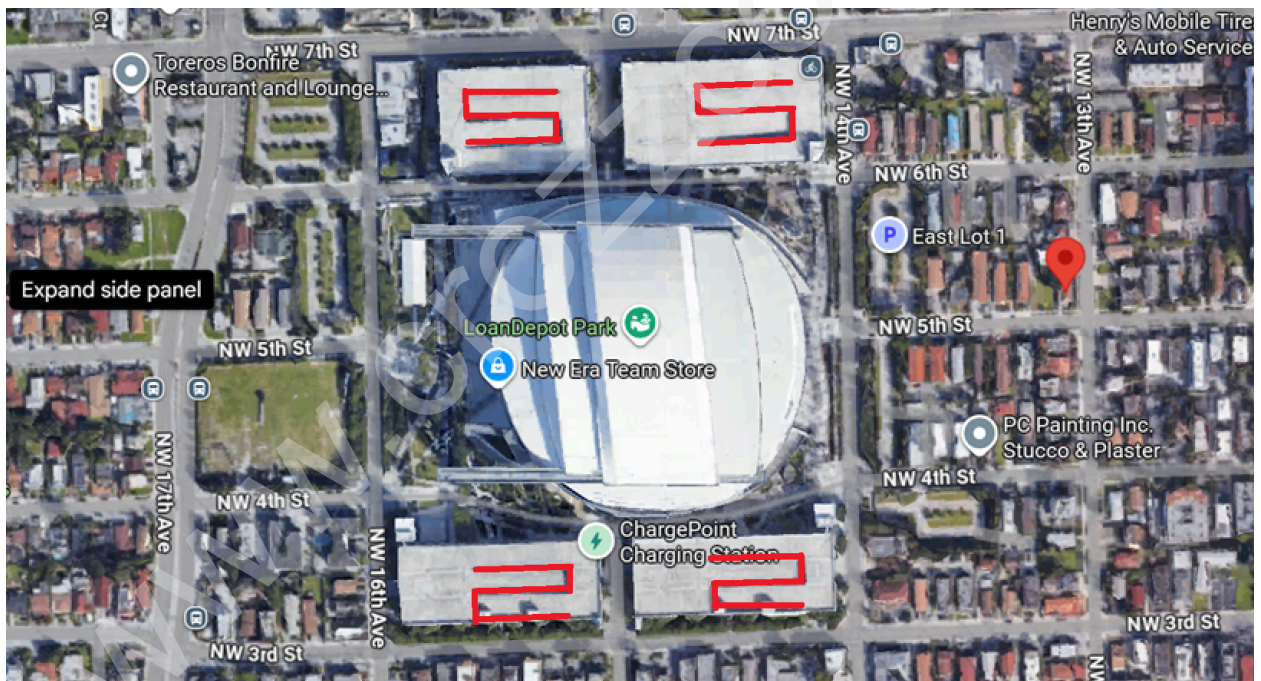 Ct
NW 7th St
NW 7th St
Henry's Mobile Tire
& Auto Service
Toreros Bonfire
Restaurant and Lounge...
NW 14th Ave
NW 13th Ave
NW 6th St
P East Lot 1
Expand side panel
LoanDepot Park
NW 5th St
NW 5th St
New Era Team Store
PC Painting Inc.
Stucco & Plaster
NW 17th Ave
NW 4th St
NW 4th St
NW 16th Ave
ChargePoint
Charging Station
NW 3rd St
NW 3rd St
NW